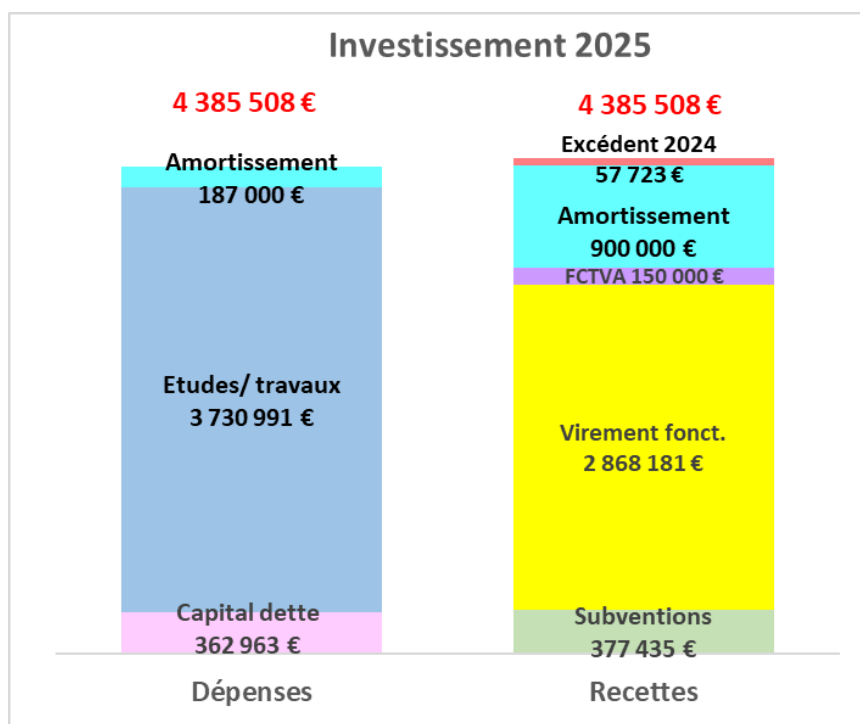 Investissement 2025
4 385 508 €
4 385 508 €
Amortissement
187 000 €
Etudes/ travaux
3 730 991 €
Capital dette
362 963 €
Excédent 2024
57 723 €
Amortissement
900 000 €
FCTVA 150 000 €
Virement fonct.
2 868 181 €
Subventions
377 435 €
Dépenses
Recettes